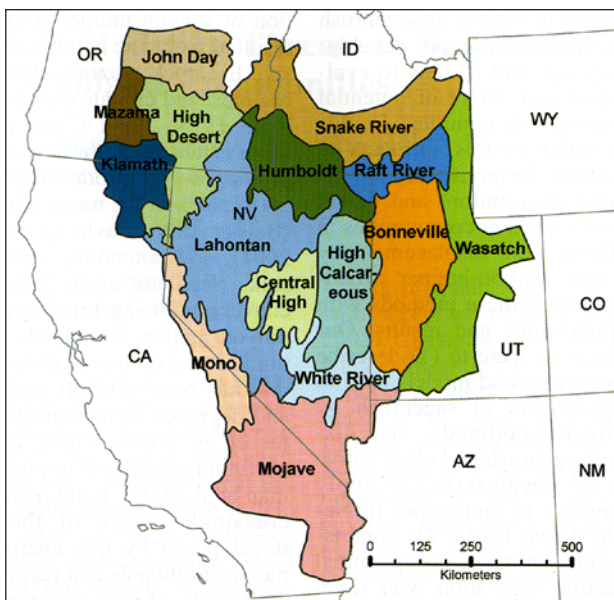 OR
ID
John Day
WY
Mazama
High
Desert
Snake River
Klamath
Humboldt
Raft River
NV
Lahontan
Bonneville
Wasatch
High
Calcar-
eous
Central
High
CO
UT
CA
Mono
White River
Mojave
AZ
NM
0 125 250 500
Kilometers